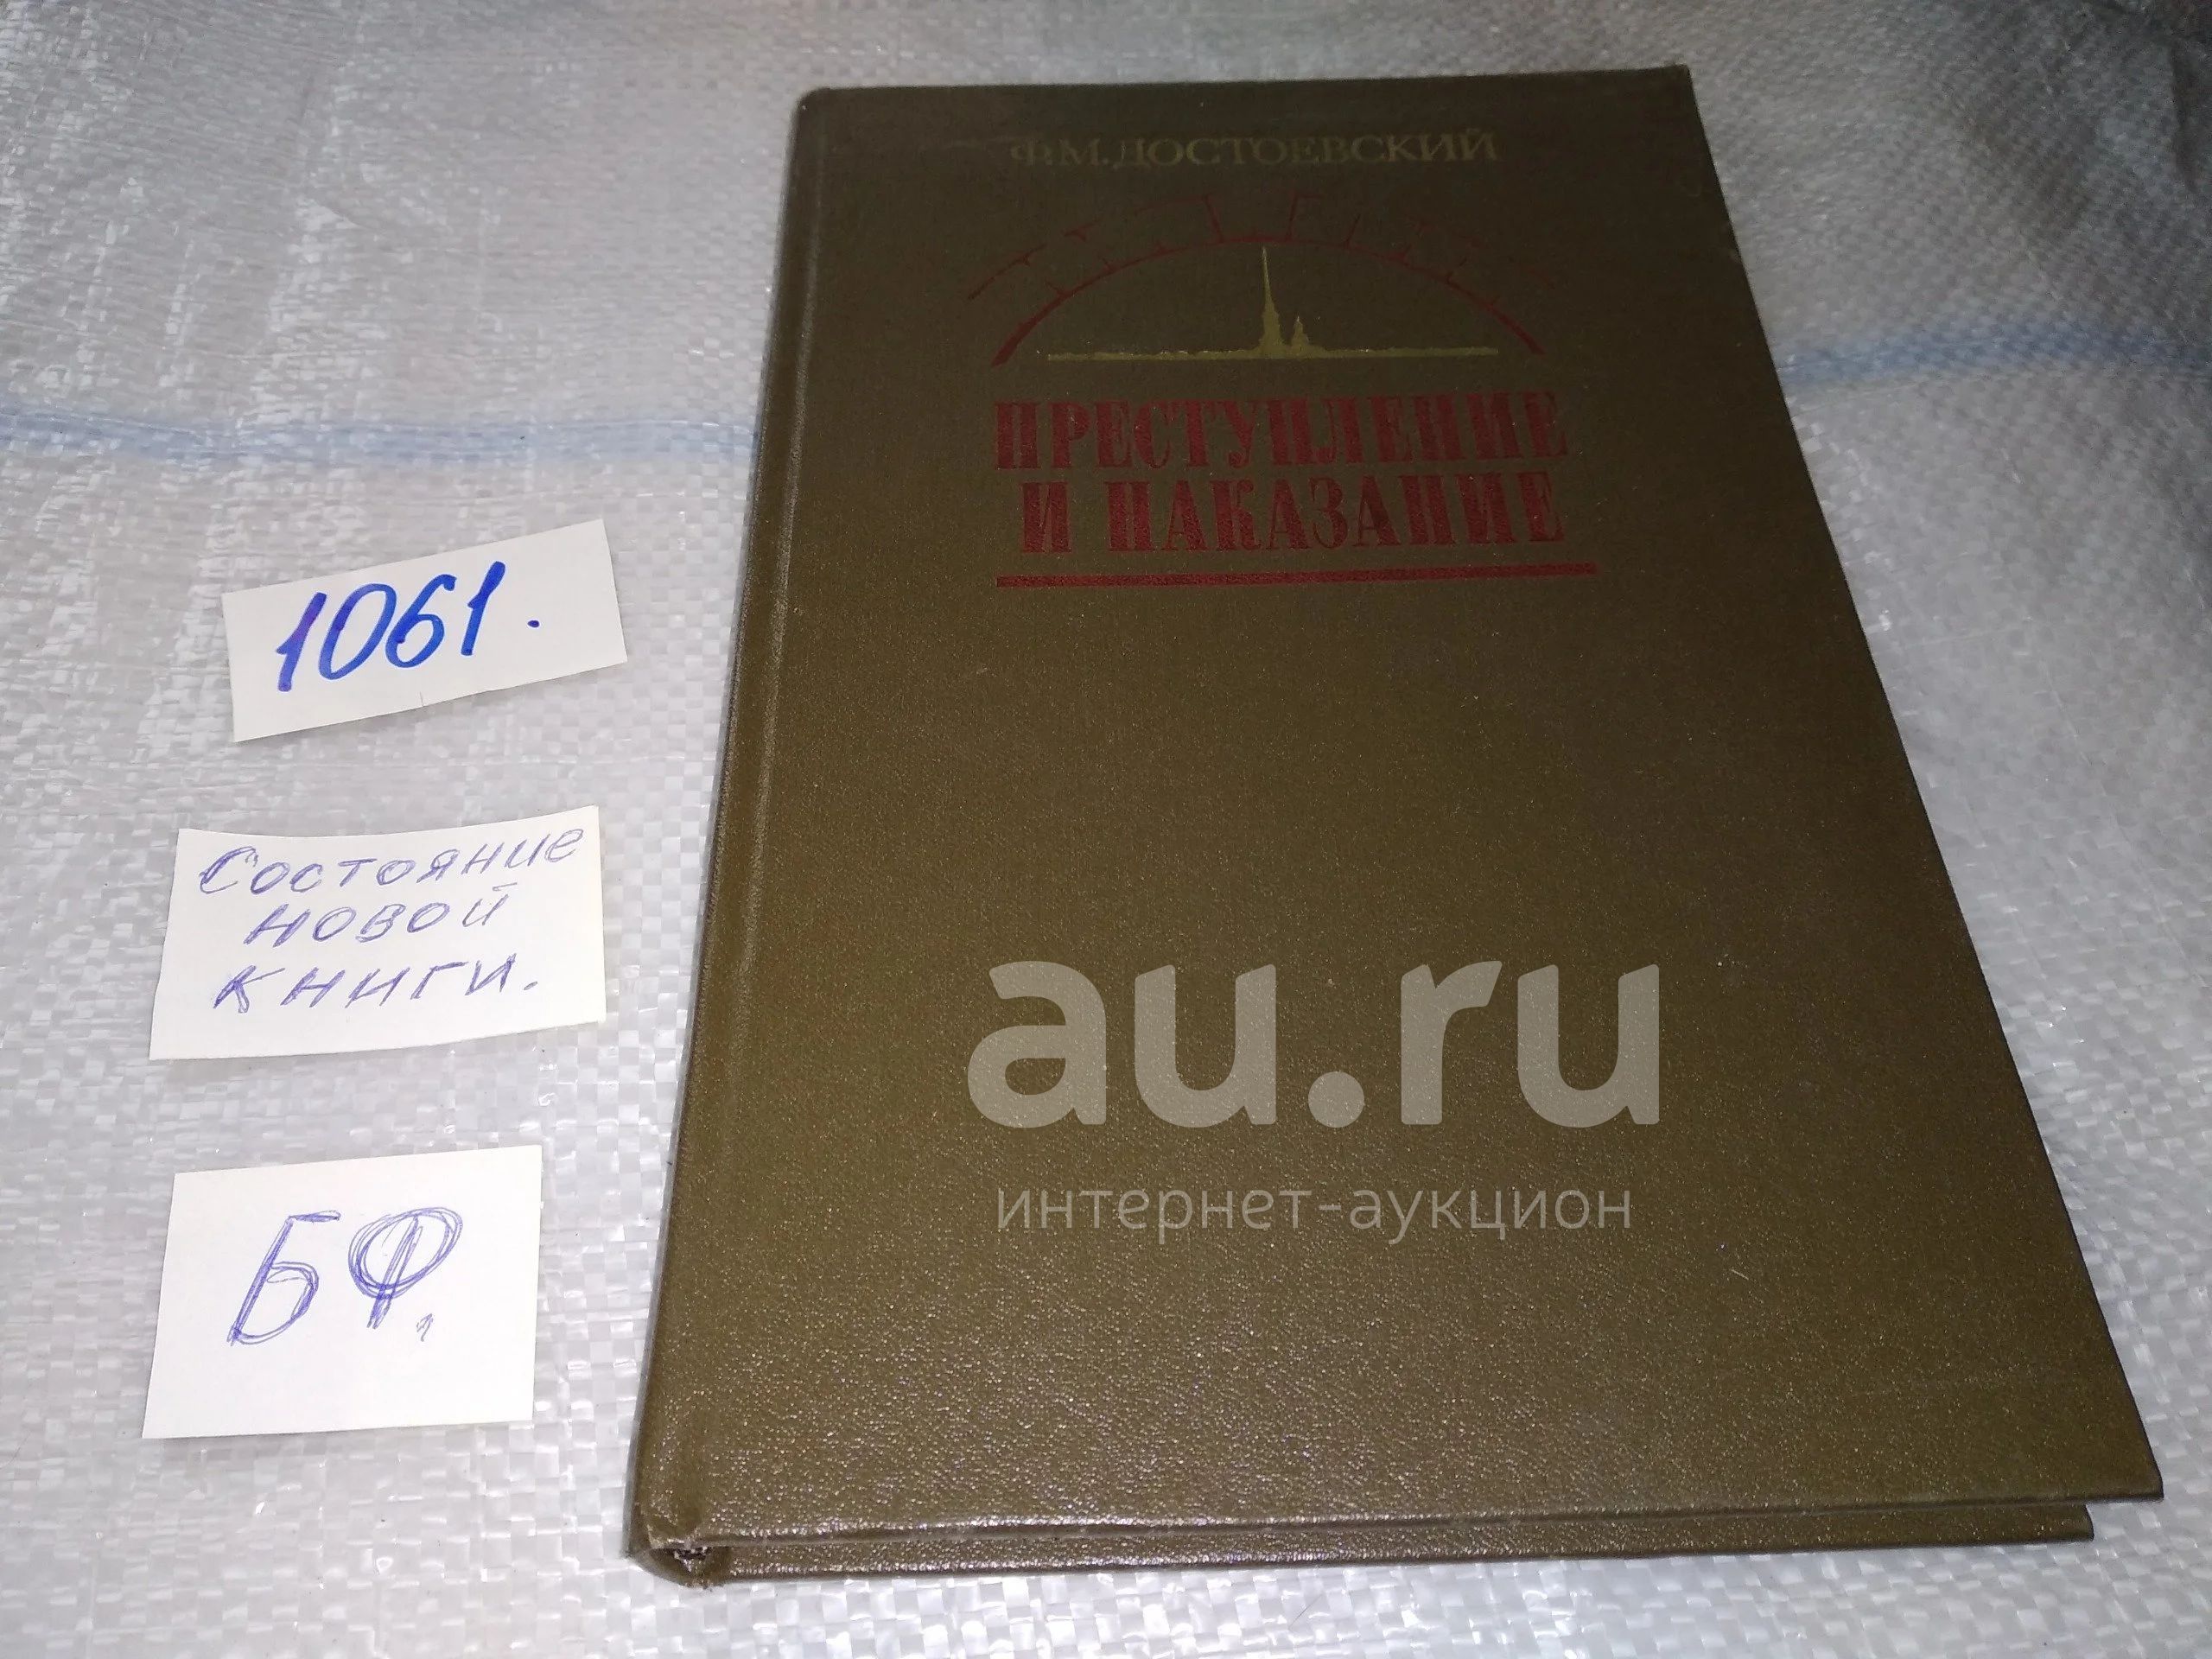 Ф.М.ДОСТОЕВСКИЙ
ПРЕСТУПЛЕНИЕ
И НАКАЗАНИЕ
1061.
Состояние
новой
книги.
БФ.
au.ru
интернет-аукцион